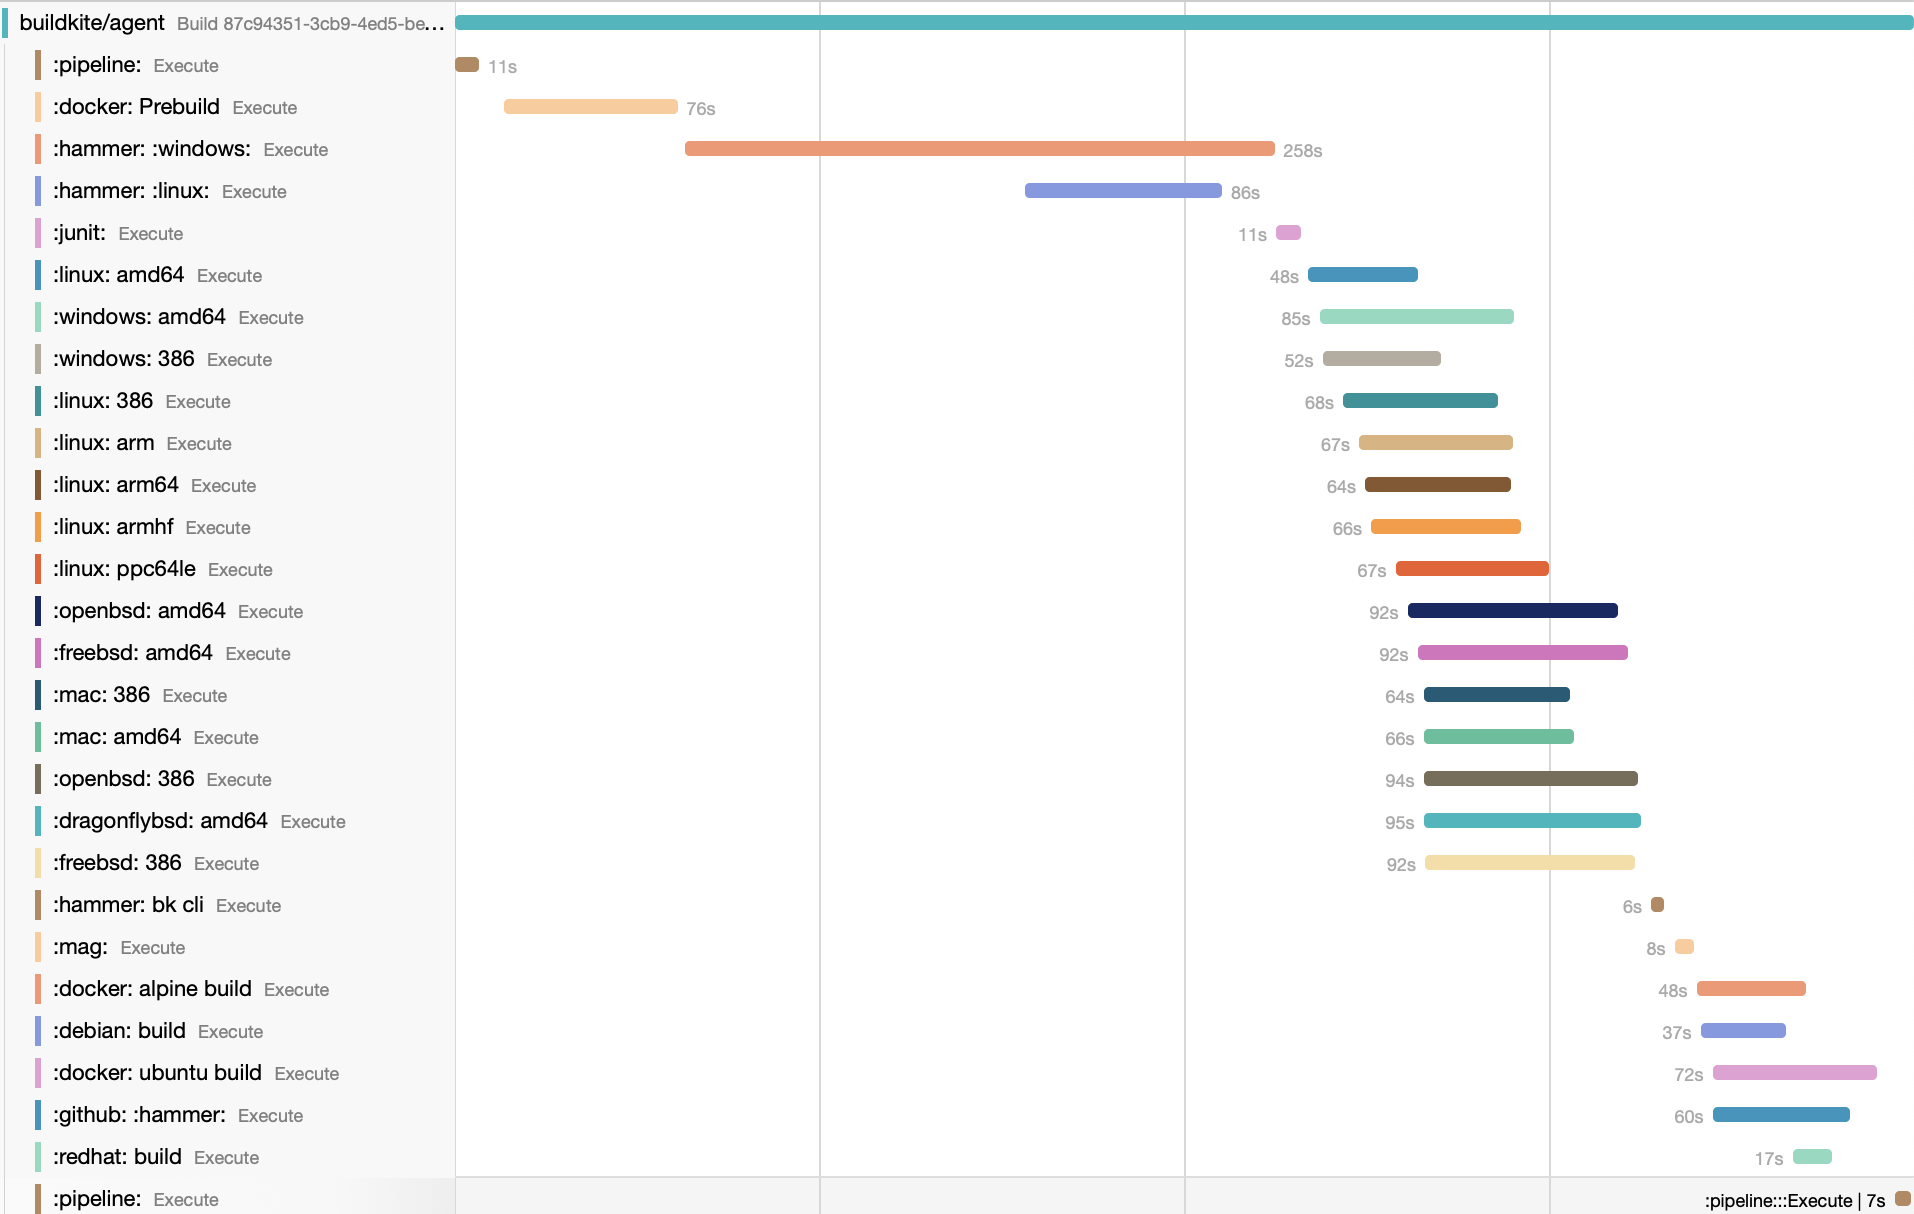 buildkite/agent Build 87c94351-3cb9-4ed5-be...
:pipeline: Execute 11s
:docker: Prebuild Execute 76s
:hammer: :windows: Execute 258s
:hammer: :linux: Execute 86s
:junit: Execute 11s
:linux: amd64 Execute 48s
:windows: amd64 Execute 85s
:windows: 386 Execute 52s
:linux: 386 Execute 68s
:linux: arm Execute 67s
:linux: arm64 Execute 64s
:linux: armhf Execute 66s
:linux: ppc64le Execute 67s
:openbsd: amd64 Execute 92s
:freebsd: amd64 Execute 92s
:mac: 386 Execute 64s
:mac: amd64 Execute 66s
:openbsd: 386 Execute 94s
:dragonflybsd: amd64 Execute 95s
:freebsd: 386 Execute 92s
:hammer: bk cli Execute 6s
:mag: Execute 8s
:docker: alpine build Execute 48s
:debian: build Execute 37s
:docker: ubuntu build Execute 72s
:github: :hammer: Execute 60s
:redhat: build Execute 17s
:pipeline: Execute :pipeline:::Execute | 7s